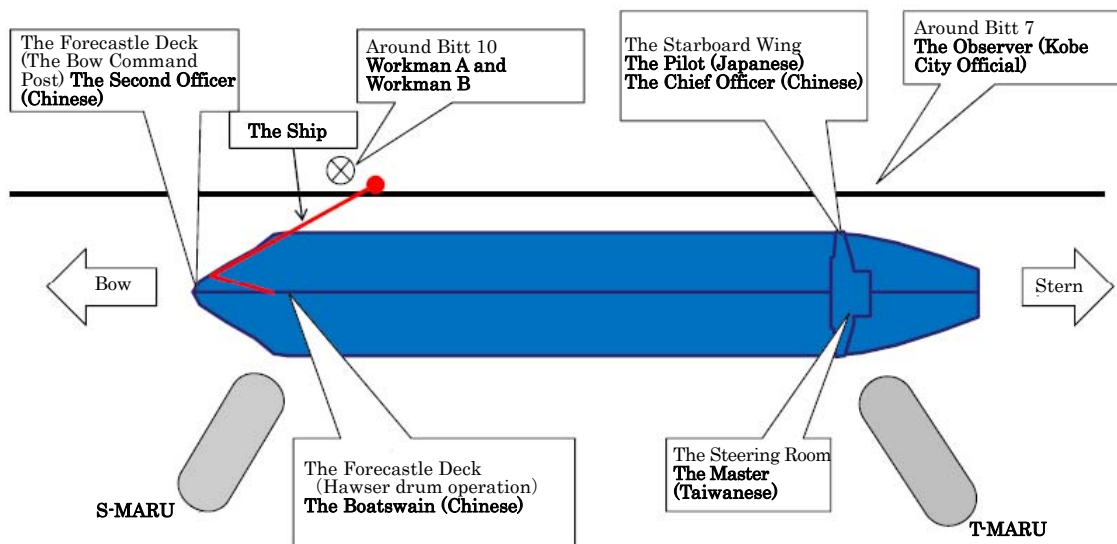 The Forecastle Deck
(The Bow Command
Post) The Second Officer
(Chinese)
Around Bitt 10
Workman A and
Workman B
The Ship
The Starboard Wing
The Pilot (Japanese)
The Chief Officer (Chinese)
Around Bitt 7
The Observer (Kobe
City Official)
Bow
Stern
The Forecastle Deck
(Hawser drum operation)
The Boatswain (Chinese)
The Steering Room
The Master
(Taiwanese)
S-MARU
T-MARU